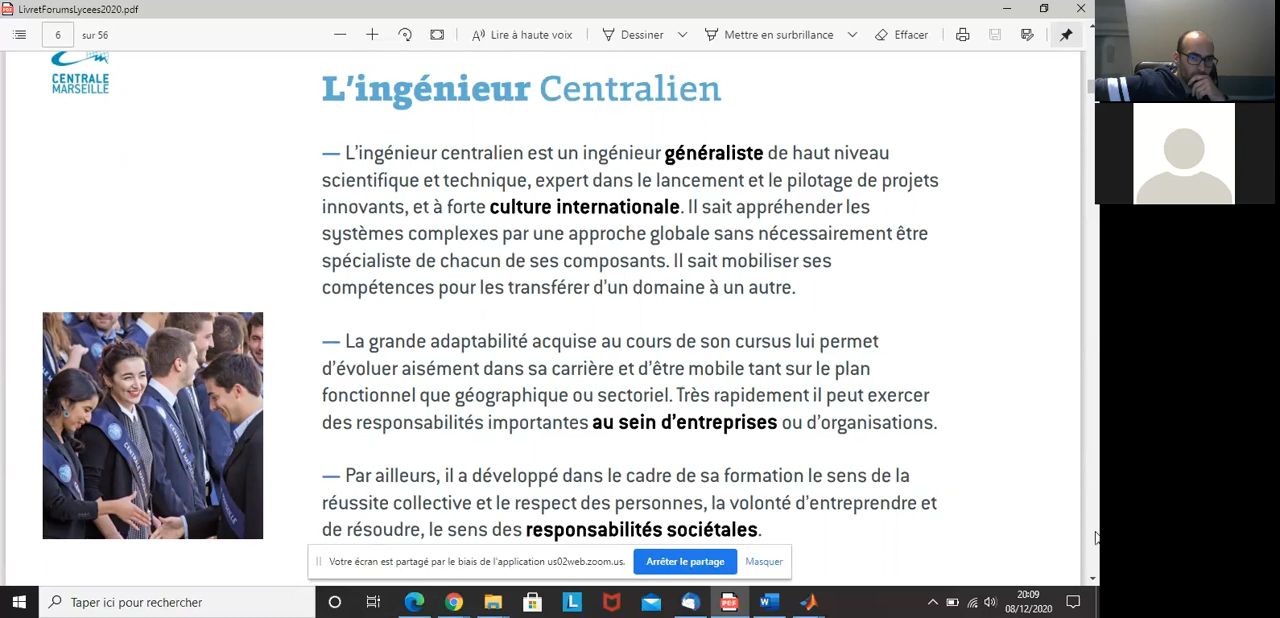 LivretForumsLycees2020.pdf
6 sur 56
Lire à haute voix
Dessiner
Mettre en surbrillance
Effacer
CENTRALE
MARSEILLE
L'ingénieur Centralien
— L'ingénieur centralien est un ingénieur généraliste de haut niveau
scientifique et technique, expert dans le lancement et le pilotage de projets
innovants, et à forte culture internationale. Il sait appréhender les
systèmes complexes par une approche globale sans nécessairement être
spécialiste de chacun de ses composants. Il sait mobiliser ses
compétences pour les transférer d'un domaine à un autre.
— La grande adaptabilité acquise au cours de son cursus lui permet
d'évoluer aisément dans sa carrière et d'être mobile tant sur le plan
fonctionnel que géographique ou sectoriel. Très rapidement il peut exercer
des responsabilités importantes au sein d'entreprises ou d'organisations.
— Par ailleurs, il a développé dans le cadre de sa formation le sens de la
réussite collective et le respect des personnes, la volonté d'entreprendre et
de résoudre, le sens des responsabilités sociétales.
Votre écran est partagé par le biais de l'application us02web.zoom.us.
Arrêter le partage
Masquer
Taper ici pour rechercher
20:09
08/12/2020